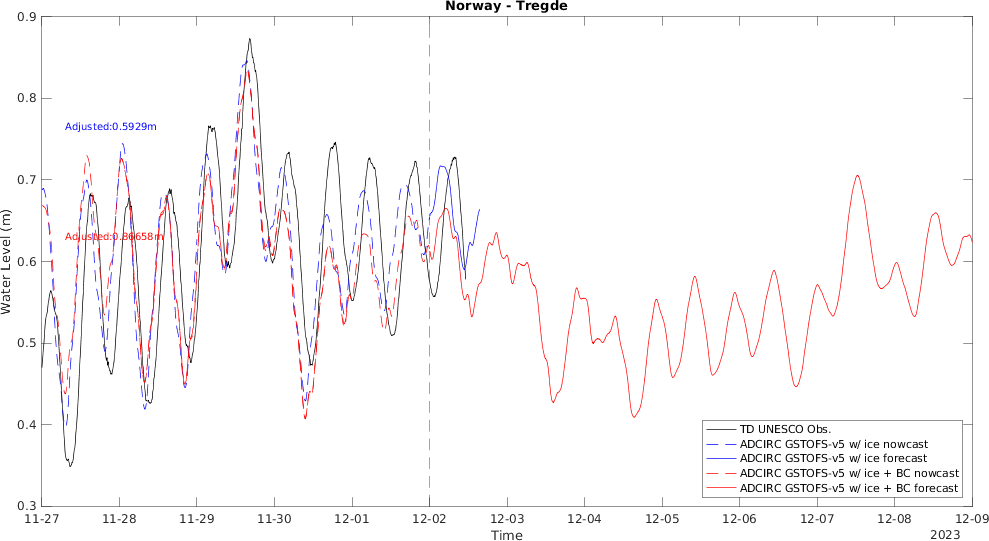 Norway - Tregde
0.9
0.8
0.7
0.6
0.5
0.4
0.3
Water Level (m)
Adjusted:0.5929m
Adjusted:0.86658m
TD UNESCO Obs.
ADCIRC GSTOFS-v5 w/ ice nowcast
ADCIRC GSTOFS-v5 w/ ice forecast
ADCIRC GSTOFS-v5 w/ ice + BC nowcast
ADCIRC GSTOFS-v5 w/ ice + BC forecast
11-27 11-28 11-29 11-30 12-01 12-02 12-03 12-04 12-05 12-06 12-07 12-08 12-09
Time
2023